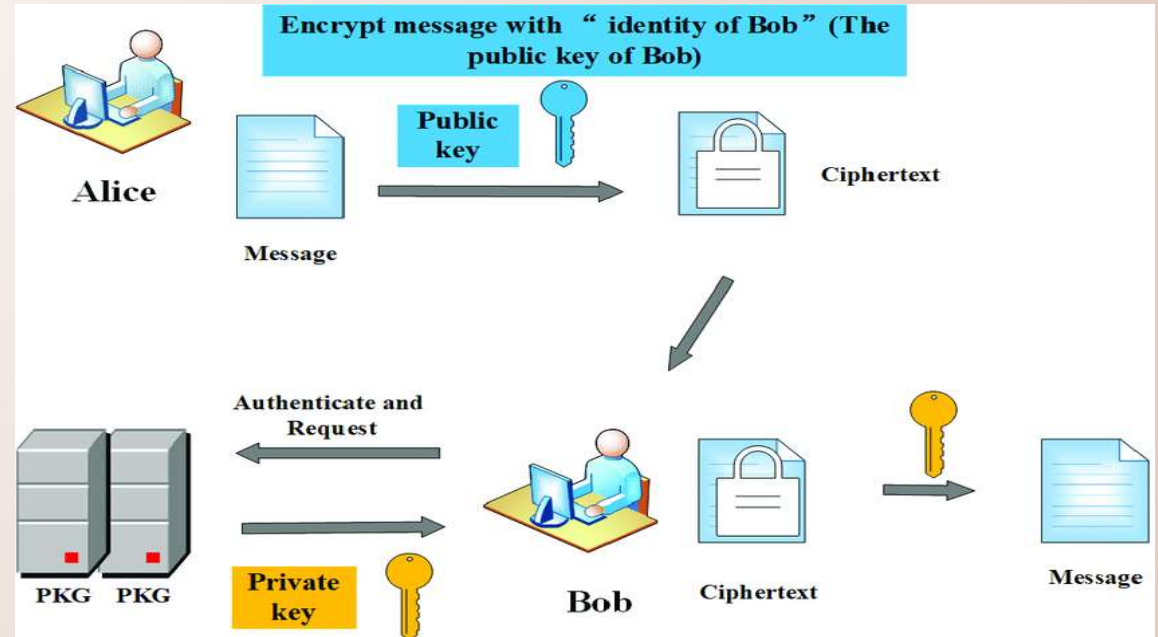 Encrypt message with “ identity of Bob” (The
public key of Bob)
Public
key
Alice
Message
Ciphertext
Authenticate and
Request
PKG PKG
Private
key
Bob
Ciphertext
Message